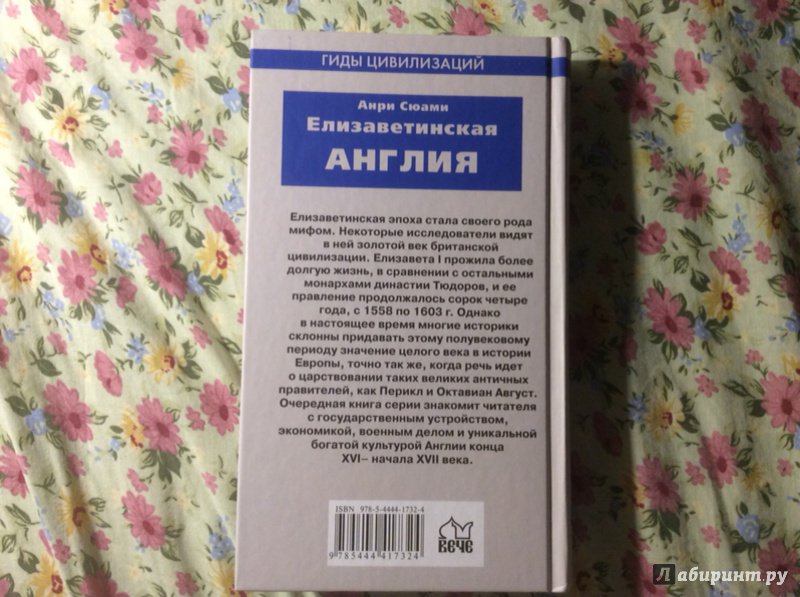 ГИДЫ ЦИВИЛИЗАЦИЙ
Анри Сюами
Елизаветинская
АНГЛИЯ
Елизаветинская эпоха стала своего рода
мифом. Некоторые исследователи видят
в ней золотой век британской
цивилизации. Елизавета I прожила более
долгую жизнь, в сравнении с остальными
монархами династии Тюдоров, и ее
правление продолжалось сорок четыре
года, с 1558 по 1603 г. Однако
в настоящее время многие историки
склонны придавать этому полувековому
периоду значение целого века в истории
Европы, точно так же, когда речь идет
о царствовании таких великих античных
правителей, как Перикл и Октавиан Август.
Очередная книга серии знакомит читателя
с государственным устройством,
экономикой, военным делом и уникальной
богатой культурой Англии конца
XVI– начала XVII века.
ISBN 978-5-4444-1732-4
9 785444 417324
ВЕЧЕ
Лабиринт.ру